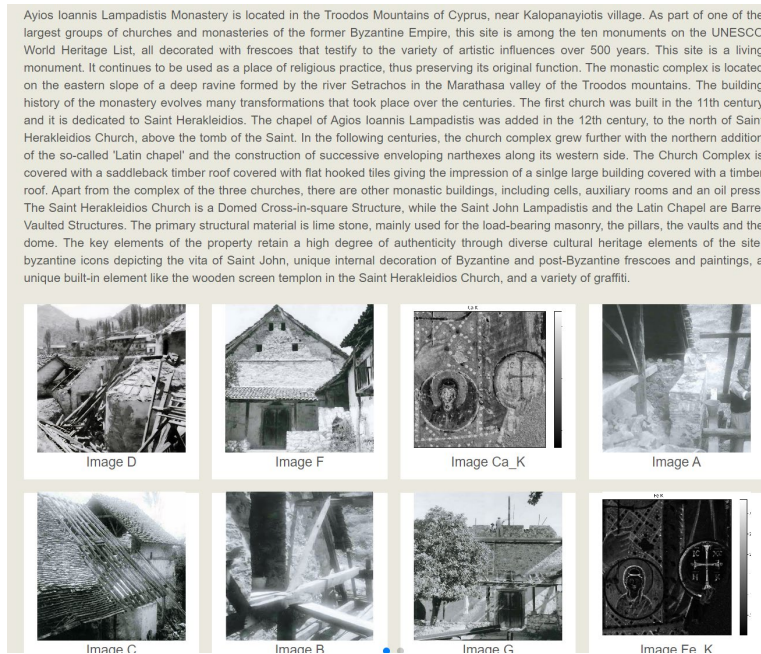 Ayios Ioannis Lampadistis Monastery is located in the Troodos Mountains of Cyprus, near Kalopanayiotis village. As part of one of the
largest groups of churches and monasteries of the former Byzantine Empire, this site is among the ten monuments on the UNESCO
World Heritage List, all decorated with frescoes that testify to the variety of artistic influences over 500 years. This site is a living
monument. It continues to be used as a place of religious practice, thus preserving its original function. The monastic complex is located
on the eastern slope of a deep ravine formed by the river Setrachos in the Marathasa valley of the Troodos mountains. The building
history of the monastery evolves many transformations that took place over the centuries. The first church was built in the 11th century
and it is dedicated to Saint Herakleidios. The chapel of Agios Ioannis Lampadistis was added in the 12th century, to the north of Saint
Herakleidios Church, above the tomb of the Saint. In the following centuries, the church complex grew further with the northern addition
of the so-called 'Latin chapel' and the construction of successive enveloping narthexes along its western side. The Church Complex is
covered with a saddleback timber roof covered with flat hooked tiles giving the impression of a sinlge large building covered with a timber
roof. Apart from the complex of the three churches, there are other monastic buildings, including cells, auxiliary rooms and an oil press.
The Saint Herakleidios Church is a Domed Cross-in-square Structure, while the Saint John Lampadistis and the Latin Chapel are Barrel
Vaulted Structures. The primary structural material is lime stone, mainly used for the load-bearing masonry, the pillars, the vaults and the
dome. The key elements of the property retain a high degree of authenticity through diverse cultural heritage elements of the site:
byzantine icons depicting the vita of Saint John, unique internal decoration of Byzantine and post-Byzantine frescoes and paintings, a
unique built-in element like the wooden screen templon in the Saint Herakleidios Church, and a variety of graffiti.
Ca K
Image D
Image F
Image Ca_K
Image A
Fe K
Image C
Image B
Image G
Image Fe_K